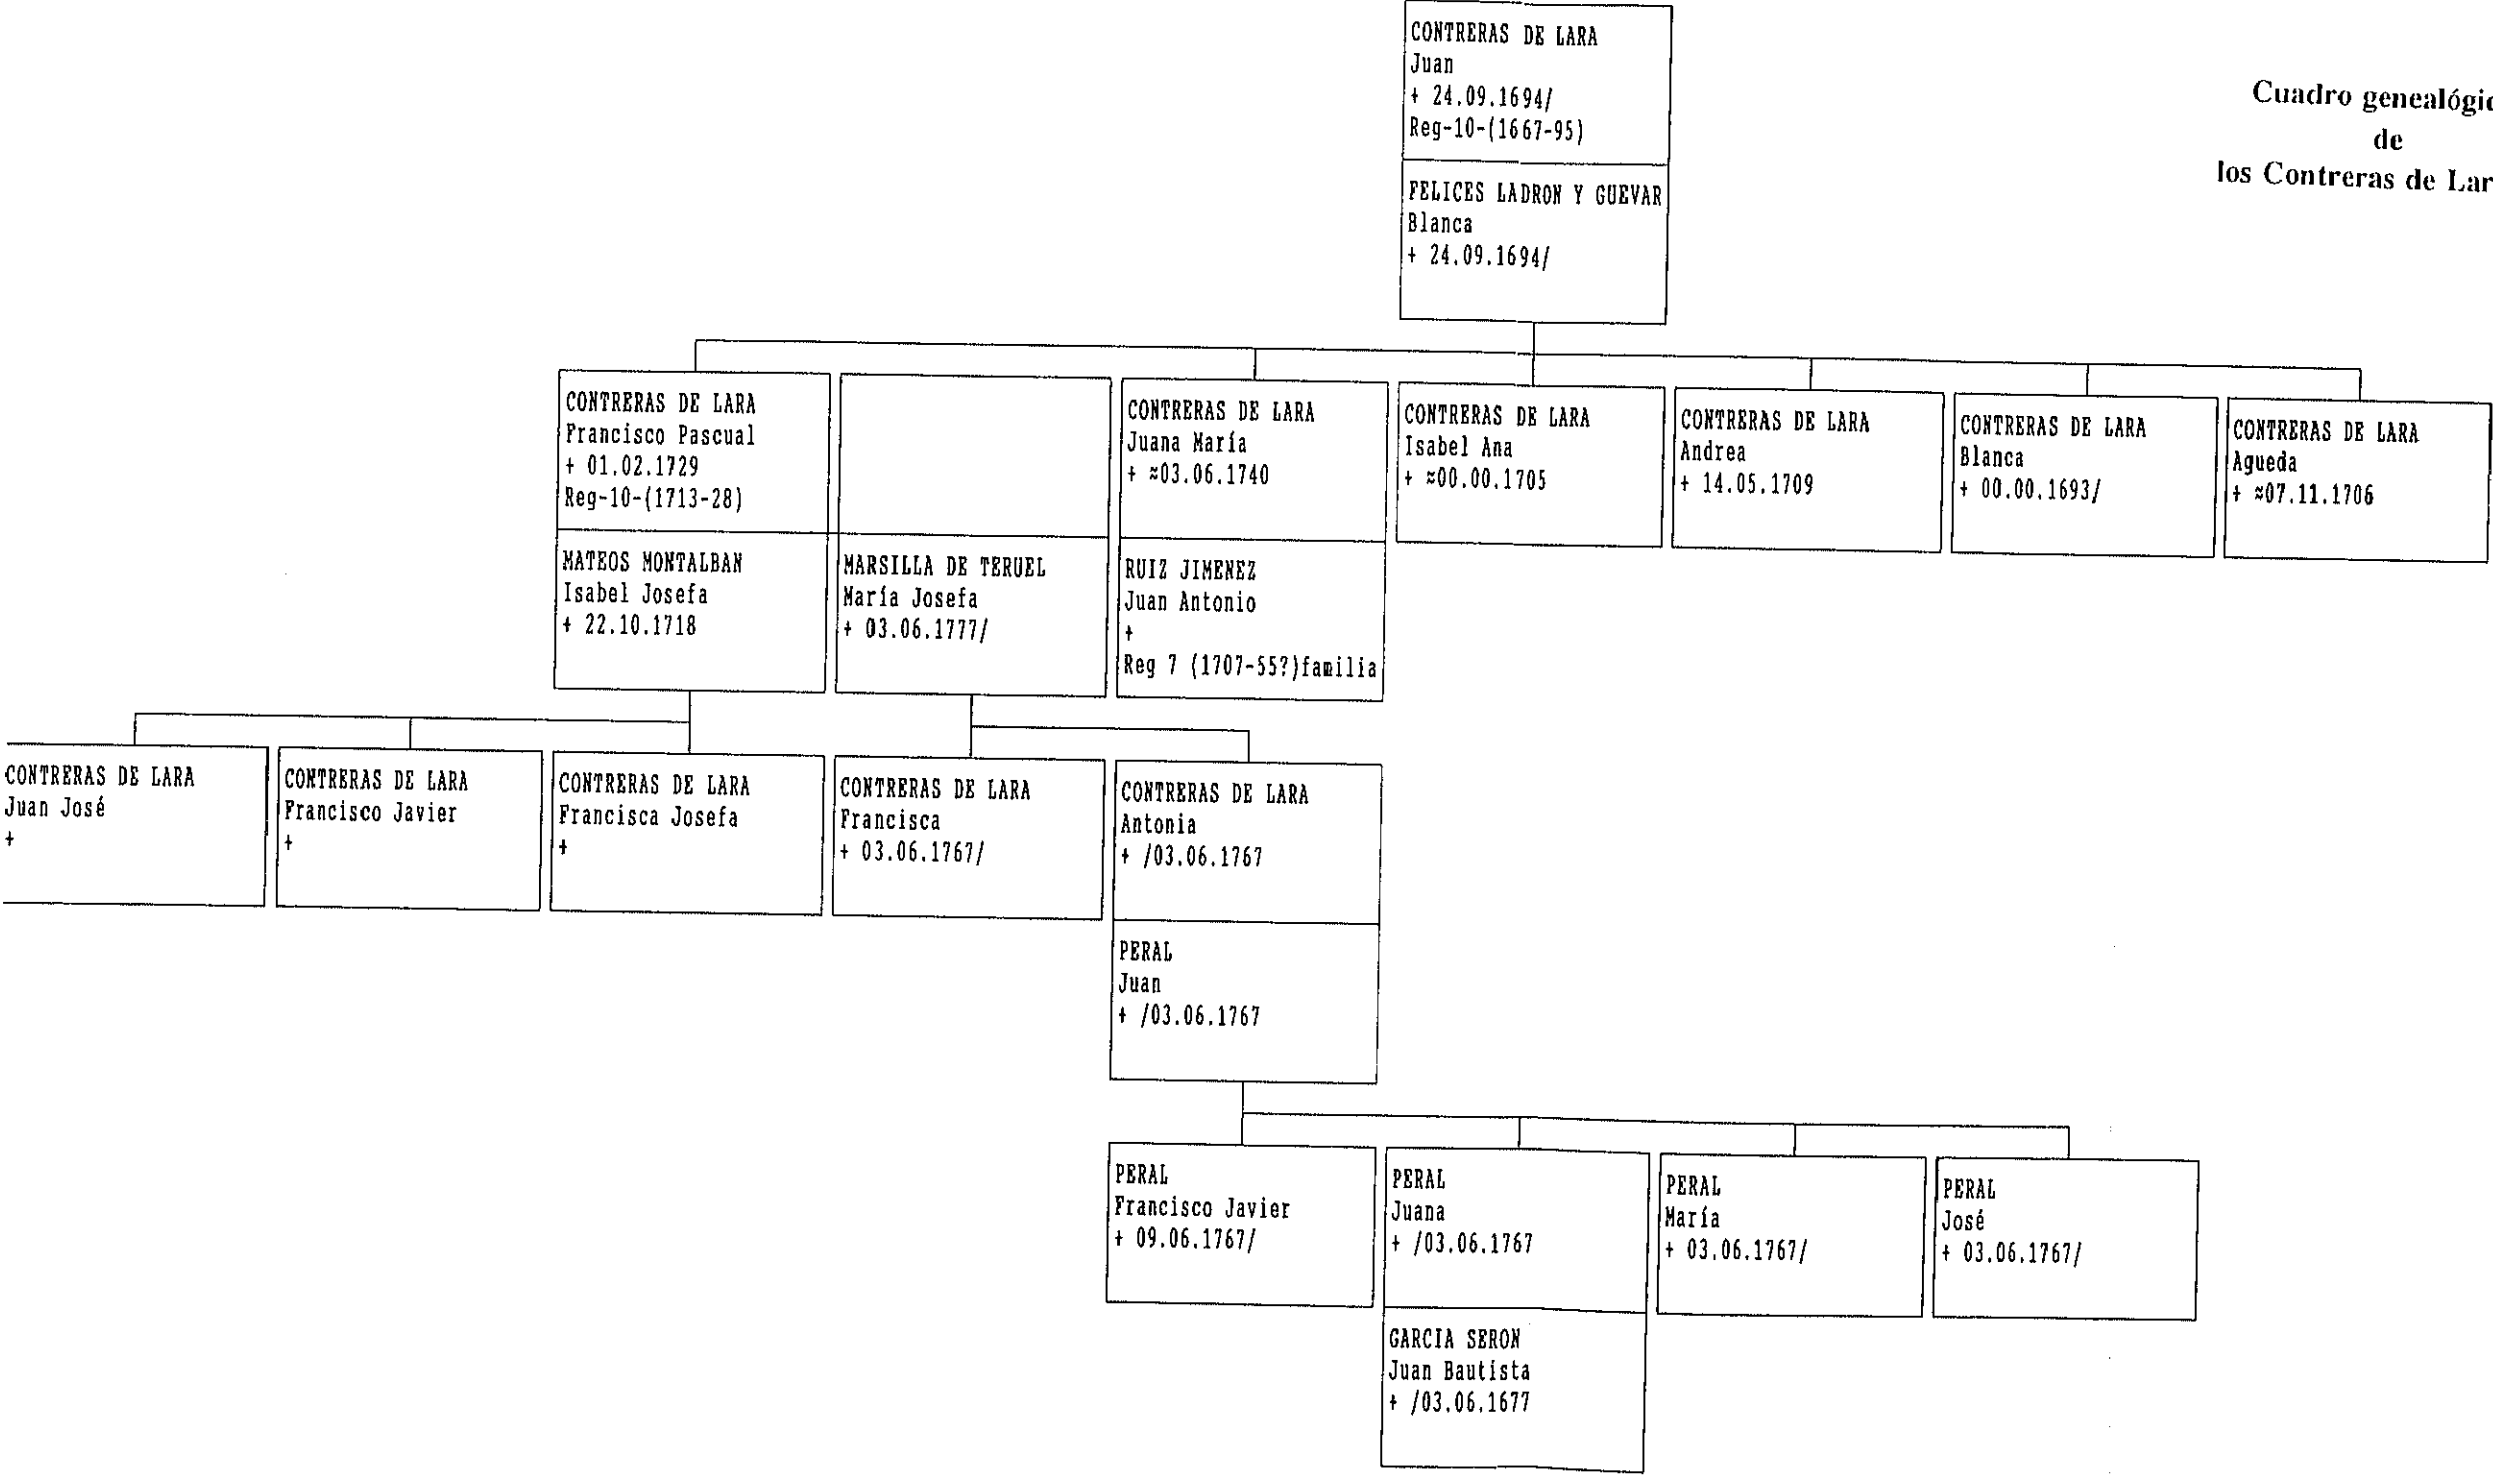 CONTRERAS DE LARA
Juan
+ 24.09.1694/
Reg-10-(1667-95)
FELICES LADRON Y GUEVAR
Blanca
+ 24.09.1694/
Cuadro genealógic
de
los Contreras de Lar
CONTRERAS DE LARA
Francisco Pascual
+ 01.02.1729
Reg-10-(1713-28)
MATEOS MONTALBAN
Isabel Josefa
+ 22.10.1718
MARSILLA DE TERUEL
María Josefa
+ 03.06.1777/
CONTRERAS DE LARA
Juana María
+ ≈03.06.1740
RUIZ JIMENEZ
Juan Antonio
+
Reg 7 (1707-55?)familia
CONTRERAS DE LARA
Isabel Ana
+ ≈00.00.1705
CONTRERAS DE LARA
Andrea
+ 14.05.1709
CONTRERAS DE LARA
Blanca
+ 00.00.1693/
CONTRERAS DE LARA
Agueda
+ ≈07.11.1706
CONTRERAS DE LARA
Juan José
+
CONTRERAS DE LARA
Francisco Javier
+
CONTRERAS DE LARA
Francisca Josefa
+
CONTRERAS DE LARA
Francisca
+ 03.06.1767/
CONTRERAS DE LARA
Antonia
+ /03.06.1767
PERAL
Juan
+ /03.06.1767
PERAL
Francisco Javier
+ 09.06.1767/
PERAL
Juana
+ /03.06.1767
GARCIA SERON
Juan Bautista
+ /03.06.1677
PERAL
María
+ 03.06.1767/
PERAL
José
+ 03.06.1767/